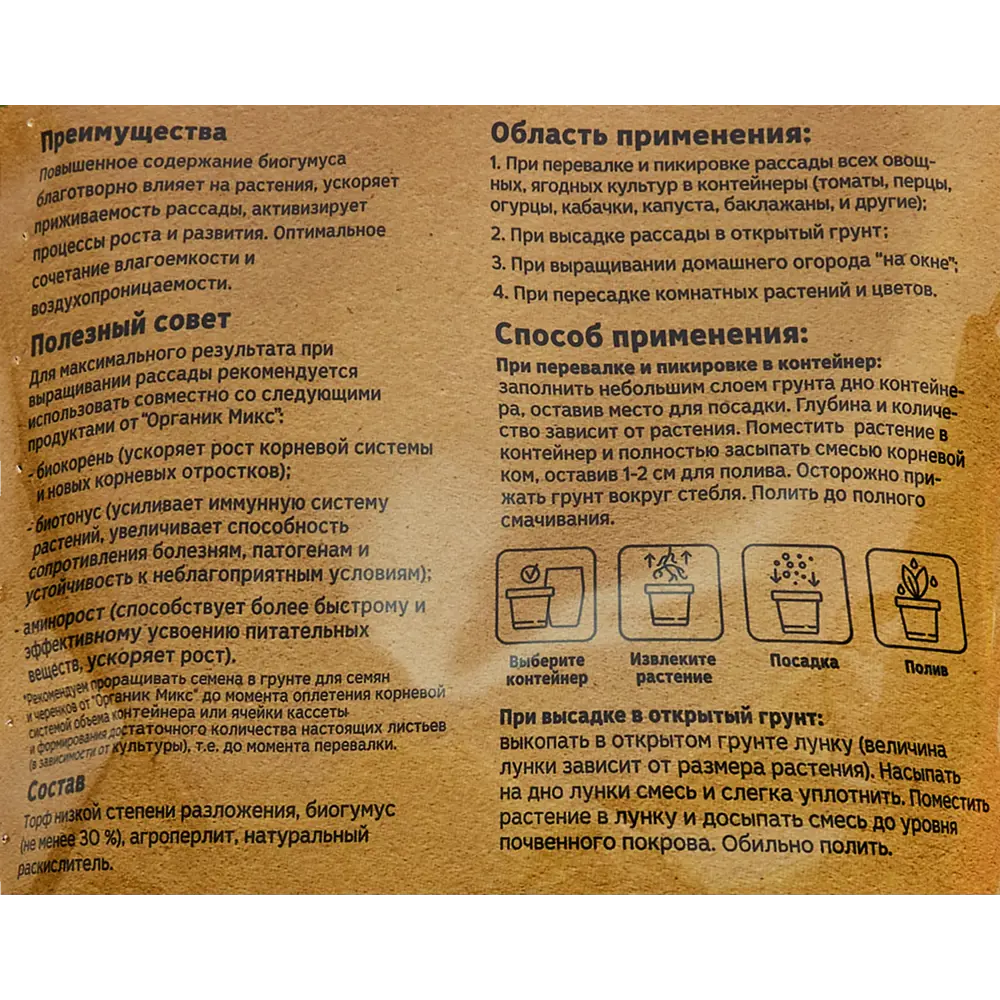 Преимущества
Повышенное содержание биогумуса
благотворно влияет на растения, ускоряет
приживаемость рассады, активизирует
процессы роста и развития. Оптимальное
сочетание влагоемкости и
воздухопроницаемости.
Полезный совет
Для максимального результата при
выращивании рассады рекомендуется
использовать совместно со следующими
продуктами от "Органик Микс":
- биокорень (ускоряет рост корневой системы
и новых корневых отростков);
- биотонус (усиливает иммунную систему
растений, увеличивает способность
сопротивления болезням, патогенам и
устойчивость к неблагоприятным условиям);
- аминорост (способствует более быстрому и
эффективному усвоению питательных
веществ, ускоряет рост).
*Рекомендуем проращивать семена в грунте для семян
и черенков от "Органик Микс" до момента оплетения корневой
системой объема контейнера или ячейки кассеты
и формирования достаточного количества настоящих листьев
(в зависимости от культуры), т.е. до момента перевалки.
Состав
Торф низкой степени разложения, биогумус
(не менее 30 %), агроперлит, натуральный
раскислитель.
Область применения:
1. При перевалке и пикировке рассады всех овощ-
ных, ягодных культур в контейнеры (томаты, перцы,
огурцы, кабачки, капуста, баклажаны, и другие);
2. При высадке рассады в открытый грунт;
3. При выращивании домашнего огорода "на окне";
4. При пересадке комнатных растений и цветов.
Способ применения:
При перевалке и пикировке в контейнер:
заполнить небольшим слоем грунта дно контейне-
ра, оставив место для посадки. Глубина и количе-
ство зависит от растения. Поместить растение в
контейнер и полностью засыпать смесью корневой
ком, оставив 1-2 см для полива. Осторожно при-
жать грунт вокруг стебля. Полить до полного
смачивания.
Выберите
контейнер
Извлеките
растение
Посадка
Полив
При высадке в открытый грунт:
выкопать в открытом грунте лунку (величина
лунки зависит от размера растения). Насыпать
на дно лунки смесь и слегка уплотнить. Поместить
растение в лунку и досыпать смесь до уровня
почвенного покрова. Обильно полить.